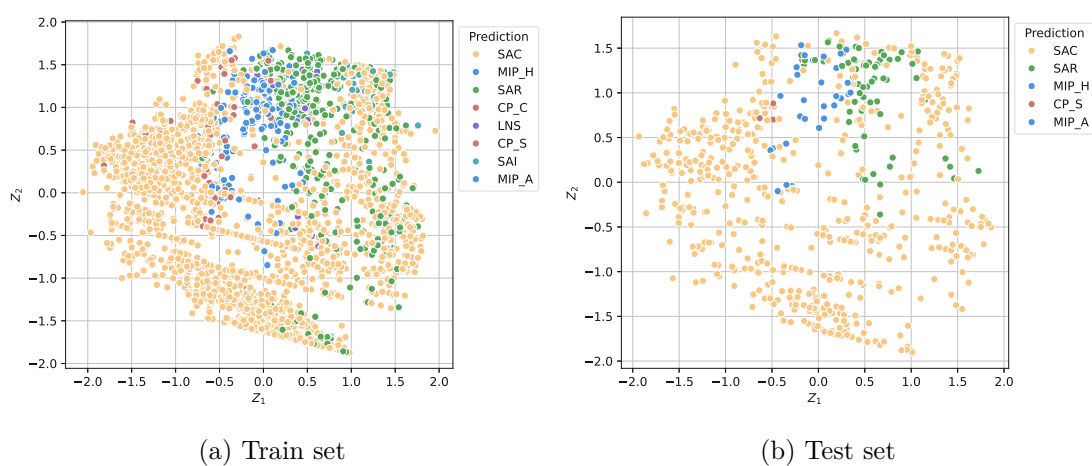 2.0
1.5
1.0
0.5
0.0
−0.5
−1.0
−1.5
−2.0
Z2
−2.0 −1.5 −1.0 −0.5 0.0 0.5 1.0 1.5 2.0
Z1
Prediction
SAC
MIP_H
SAR
CP_C
LNS
CP_S
SAI
MIP_A
(a) Train set
1.5
1.0
0.5
0.0
−0.5
−1.0
−1.5
−2.0
Z2
−2.0 −1.5 −1.0 −0.5 0.0 0.5 1.0 1.5 2.0
Z1
Prediction
SAC
SAR
MIP_H
CP_S
MIP_A
(b) Test set